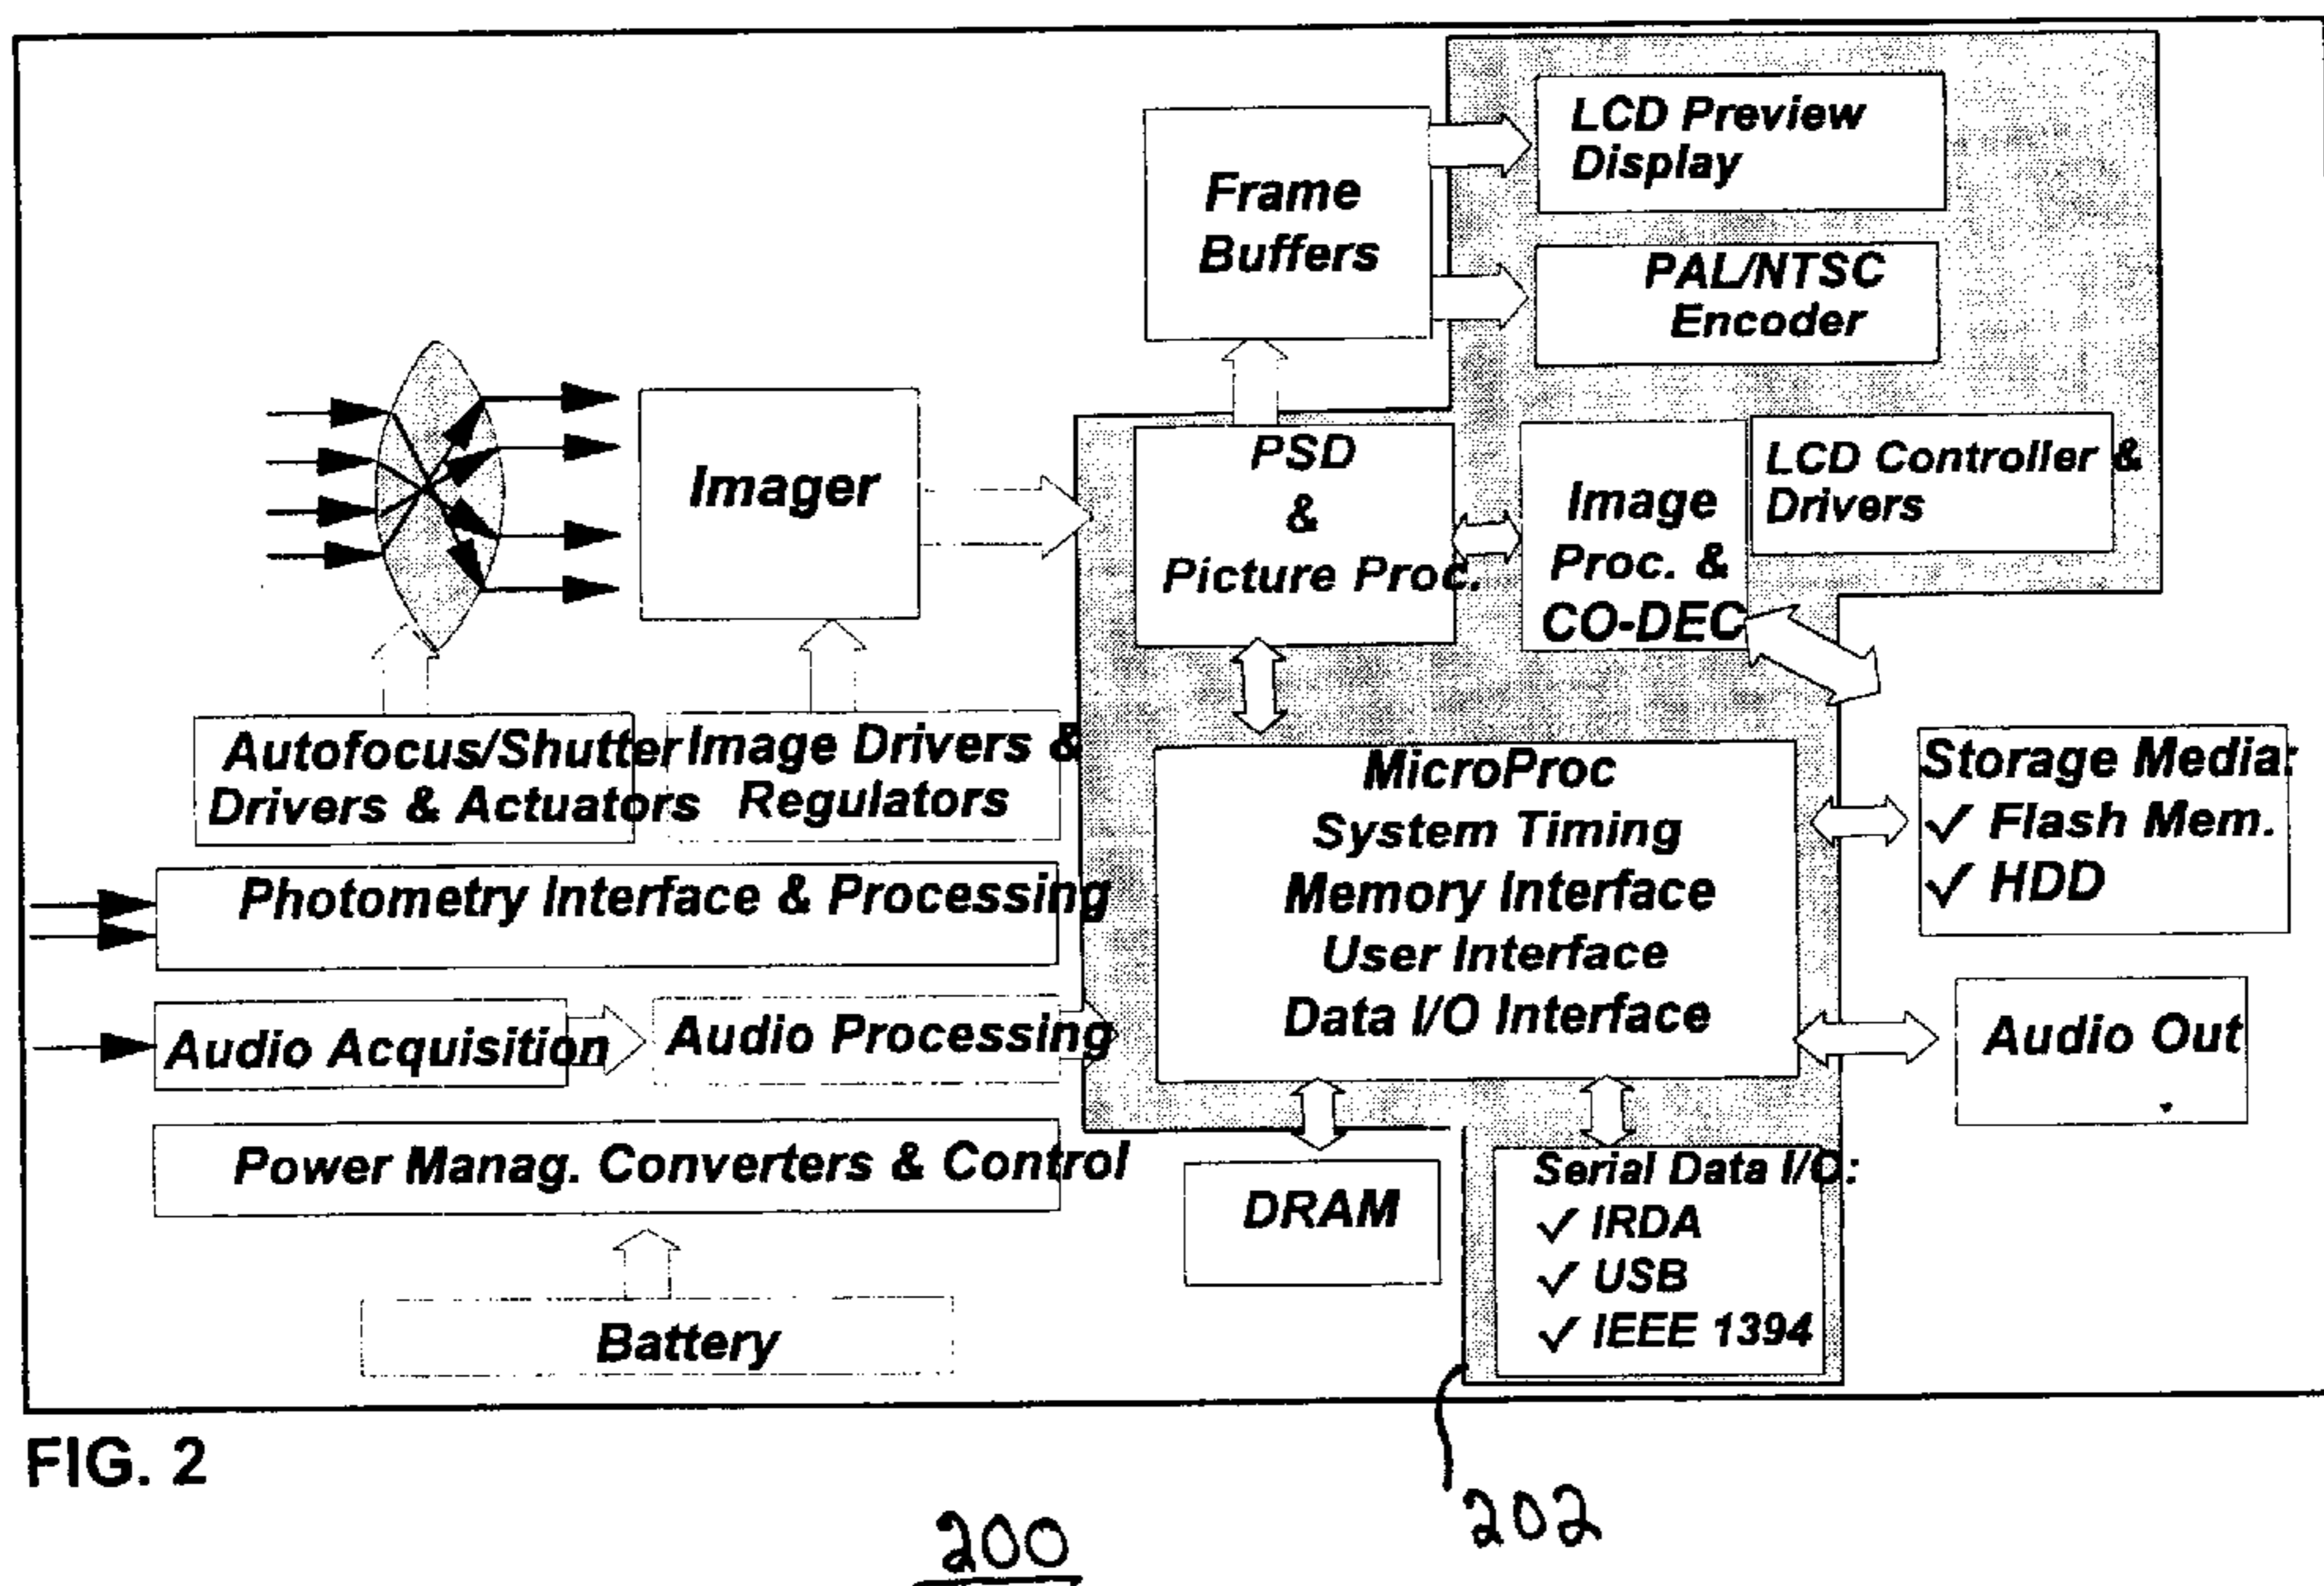 LCD Preview
Display
Frame
Buffers
PAL/NTSC
Encoder
Imager
PSD
&
Picture Proc.
Image
Proc. &
CO-DEC
LCD Controller &
Drivers
Autofocus/Shutter
Drivers & Actuators
Image Drivers &
Regulators
MicroProc
System Timing
Memory Interface
User Interface
Data I/O Interface
Storage Media:
✓ Flash Mem.
✓ HDD
Photometry Interface & Processing
Audio Acquisition
Audio Processing
Audio Out
Power Manag. Converters & Control
DRAM
Serial Data I/O:
✓ IRDA
✓ USB
✓ IEEE 1394
Battery
FIG. 2
202
200